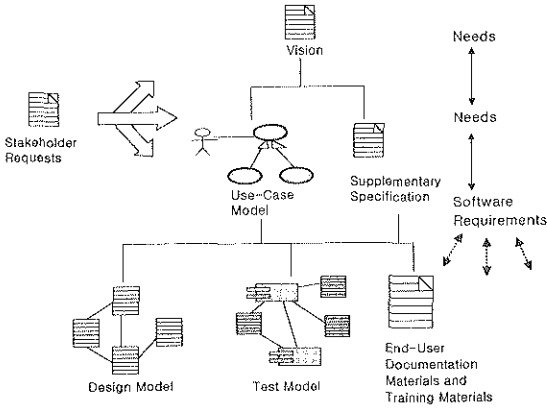 Vision
Needs
Needs
Stakeholder
Requests
Use-Case
Model
Supplementary
Specification
Software
Requirements
Design Model
Test Model
End-User
Documentation
Materials and
Training Materials